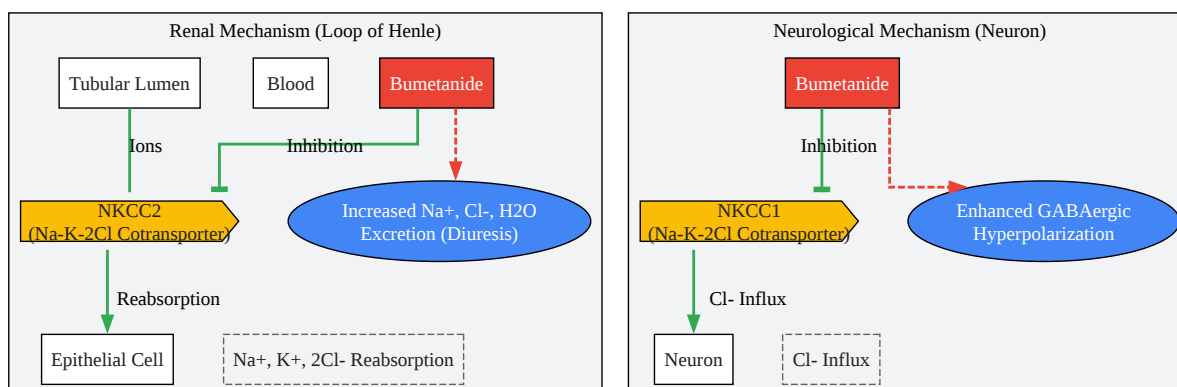 Renal Mechanism (Loop of Henle)
Tubular Lumen
Blood
Bumetanide
Ions
Inhibition
NKCC2
(Na-K-2Cl Cotransporter)
Increased Na+, Cl-, H2O
Excretion (Diuresis)
Reabsorption
Epithelial Cell
Na+, K+, 2Cl- Reabsorption
Neurological Mechanism (Neuron)
Bumetanide
Inhibition
NKCC1
(Na-K-2Cl Cotransporter)
Enhanced GABAergic
Hyperpolarization
Cl- Influx
Neuron
Cl- Influx